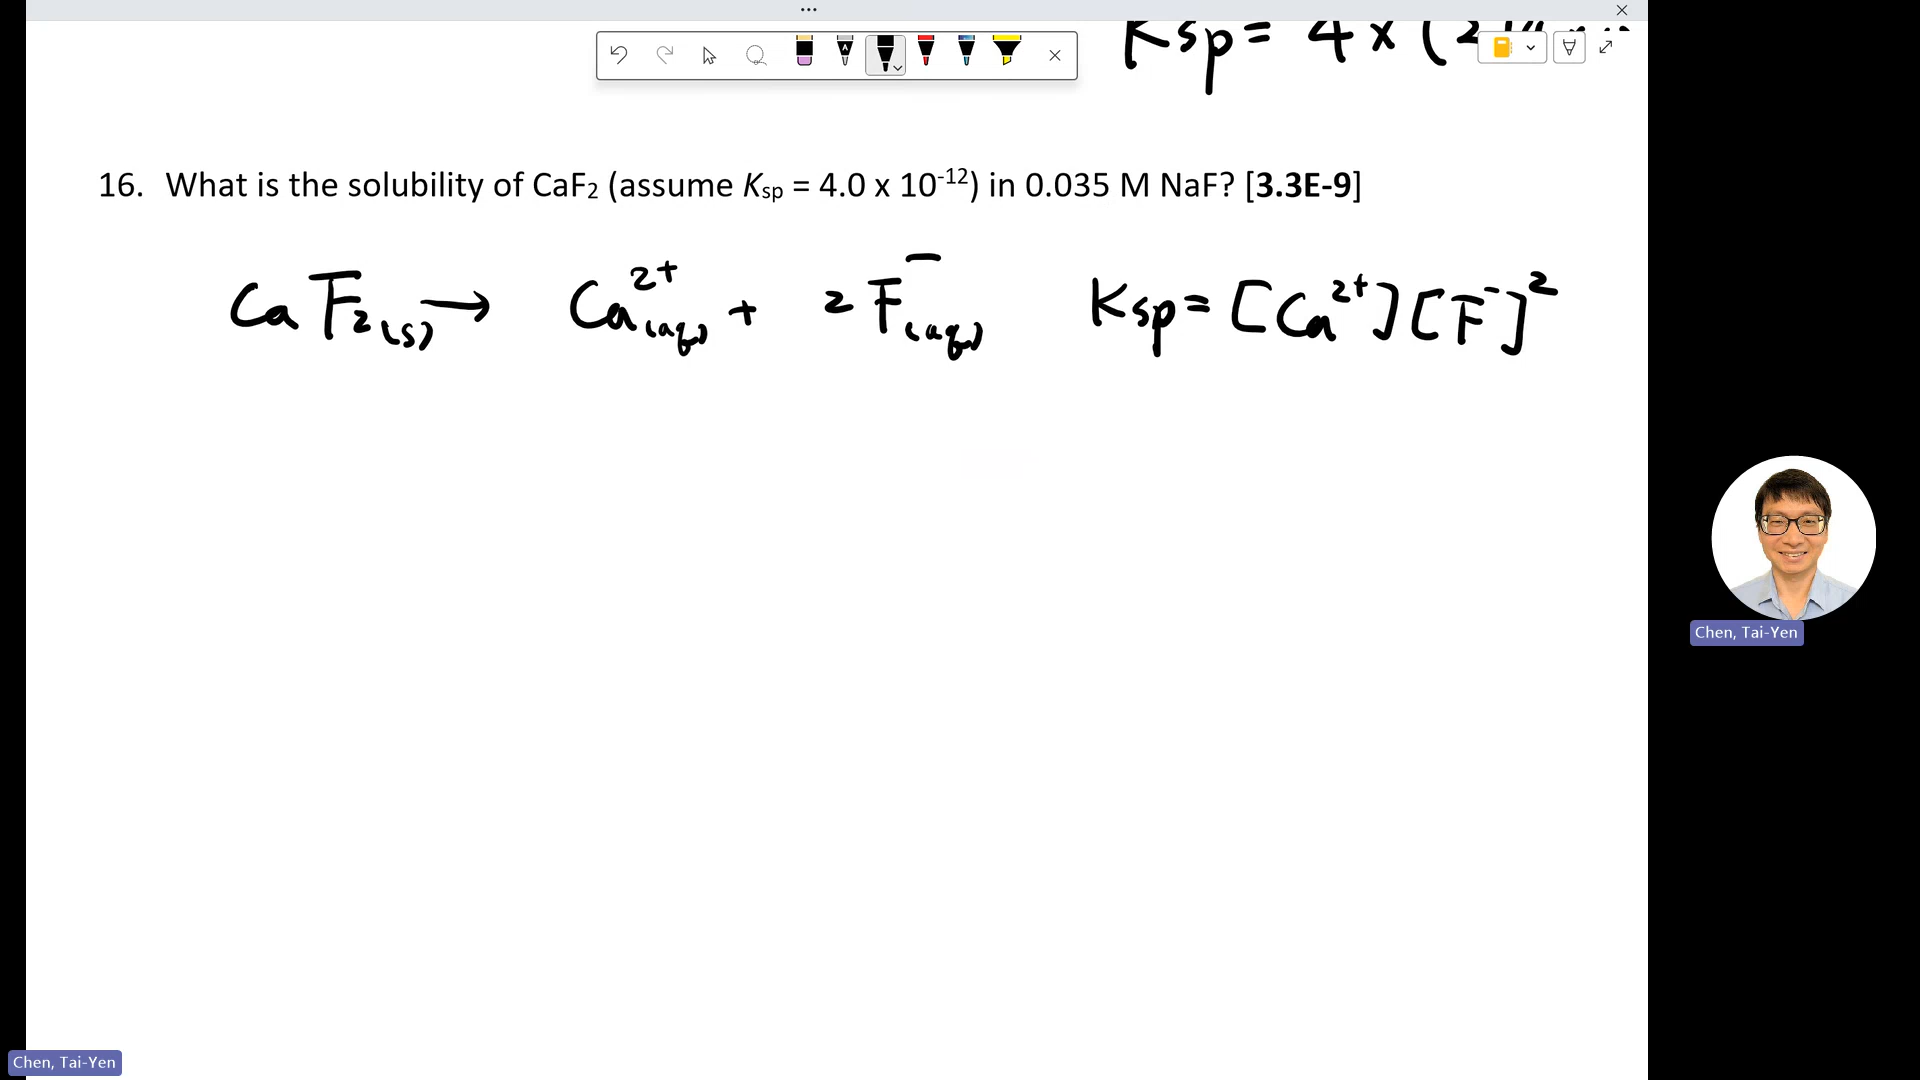 Ksp = 4 x (2
16. What is the solubility of CaF₂ (assume Ksp = 4.0 x 10⁻¹²) in 0.035 M NaF? [3.3E-9]
CaF₂(s) → Ca²⁺(aq) + 2F⁻(aq) Ksp = [Ca²⁺][F⁻]²
Chen, Tai-Yen
Chen, Tai-Yen